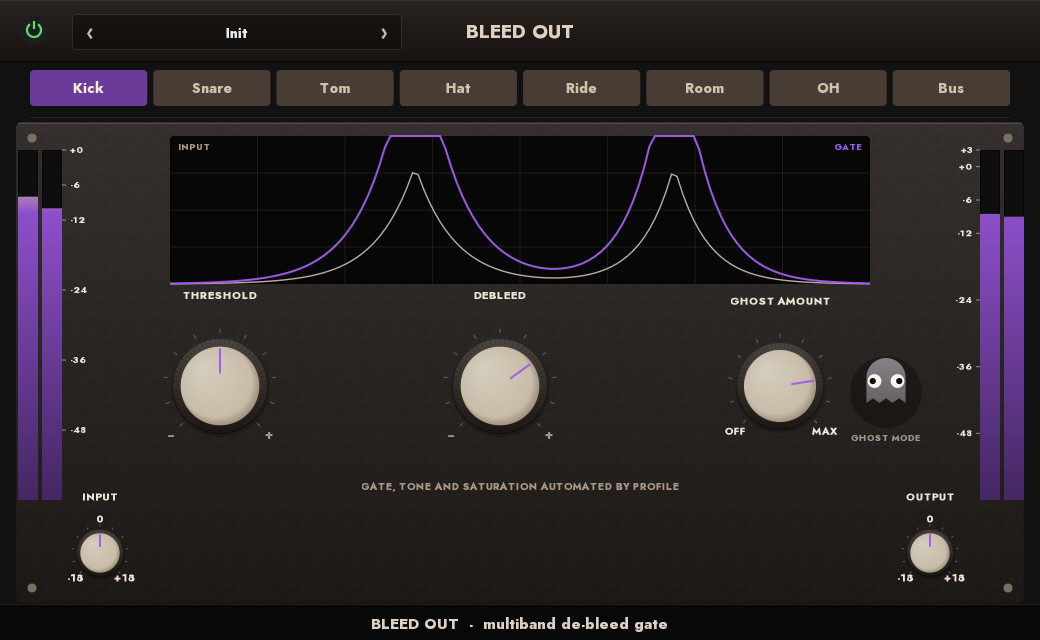 ‹ Init ›
BLEED OUT
Kick Snare Tom Hat Ride Room OH Bus
INPUT GATE
+0 +3
+0
-6 -6
-12 -12
-24 -24
-36 -36
-48 -48
THRESHOLD DEBLEED GHOST AMOUNT
- + - + OFF MAX
GHOST MODE
GATE, TONE AND SATURATION AUTOMATED BY PROFILE
INPUT OUTPUT
0 0
-18 +18 -18 +18
BLEED OUT - multiband de-bleed gate